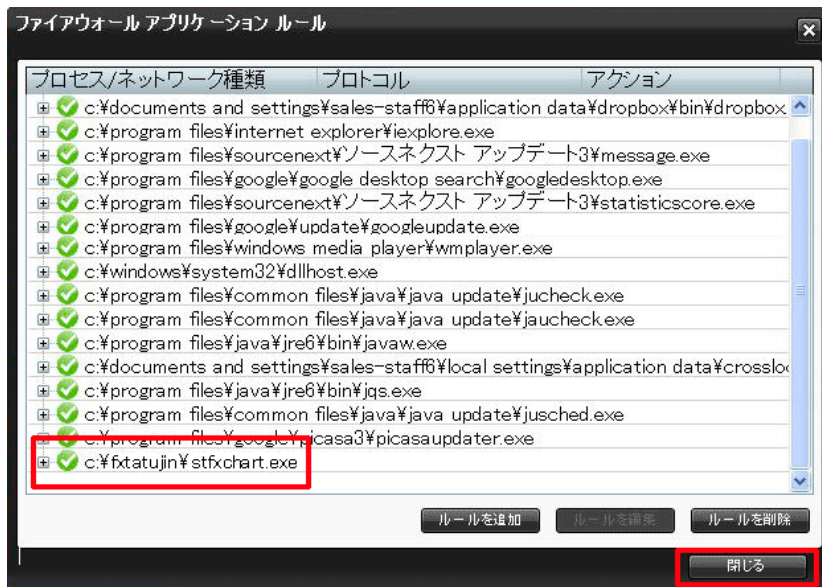 ファイアウォール アプリケーション ルール
プロセス/ネットワーク種類 プロトコル アクション
c:¥documents and settings¥sales-staff6¥application data¥dropbox¥bin¥dropbox.
c:¥program files¥internet explorer¥iexplore.exe
c:¥program files¥sourcenext¥ソースネクスト アップデート3¥message.exe
c:¥program files¥google¥google desktop search¥googledesktop.exe
c:¥program files¥sourcenext¥ソースネクスト アップデート3¥statisticscore.exe
c:¥program files¥google¥update¥googleupdate.exe
c:¥program files¥windows media player¥wmplayer.exe
c:¥windows¥system32¥dllhost.exe
c:¥program files¥common files¥java¥java update¥jucheck.exe
c:¥program files¥common files¥java¥java update¥jaucheck.exe
c:¥program files¥java¥jre6¥bin¥javaw.exe
c:¥documents and settings¥sales-staff6¥local settings¥application data¥crossloo
c:¥program files¥java¥jre6¥bin¥jqs.exe
c:¥program files¥common files¥java¥java update¥jusched.exe
c:¥program files¥google¥picasa3¥picasaupdater.exe
c:¥fxtatujin¥stfxchart.exe
ルールを追加 ルールを編集 ルールを削除
閉じる